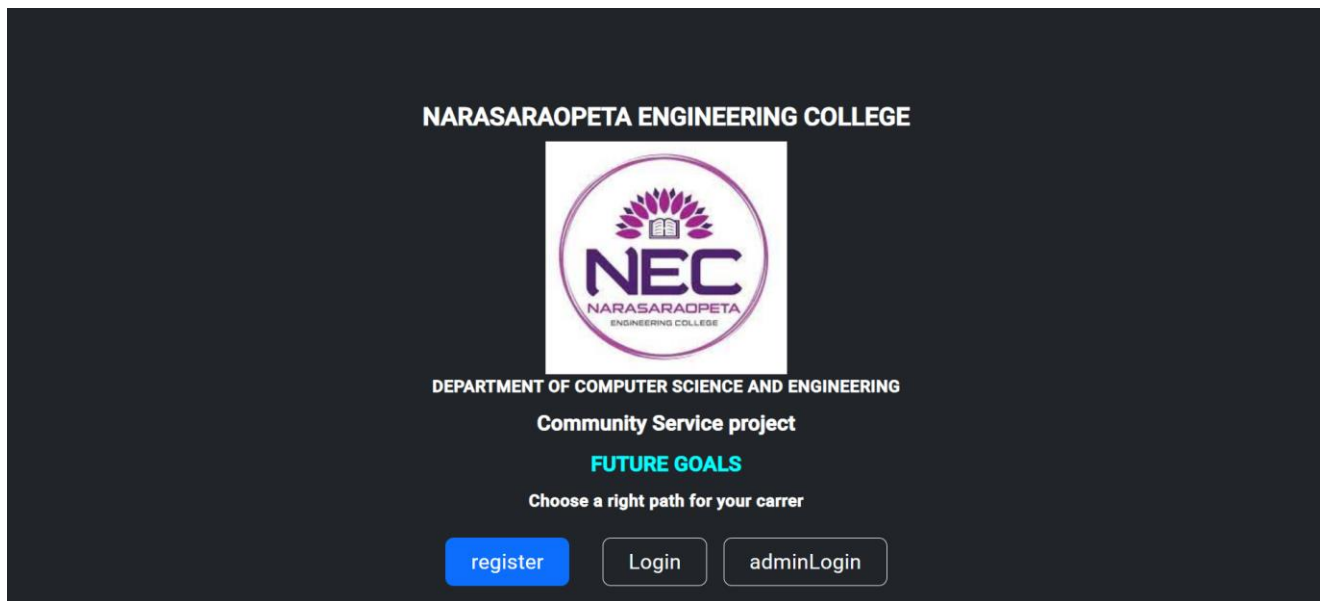 NARASARAOPETA ENGINEERING COLLEGE
NEC
NARASARAOPETA
ENGINEERING COLLEGE
DEPARTMENT OF COMPUTER SCIENCE AND ENGINEERING
Community Service project
FUTURE GOALS
Choose a right path for your carrer
register Login adminLogin